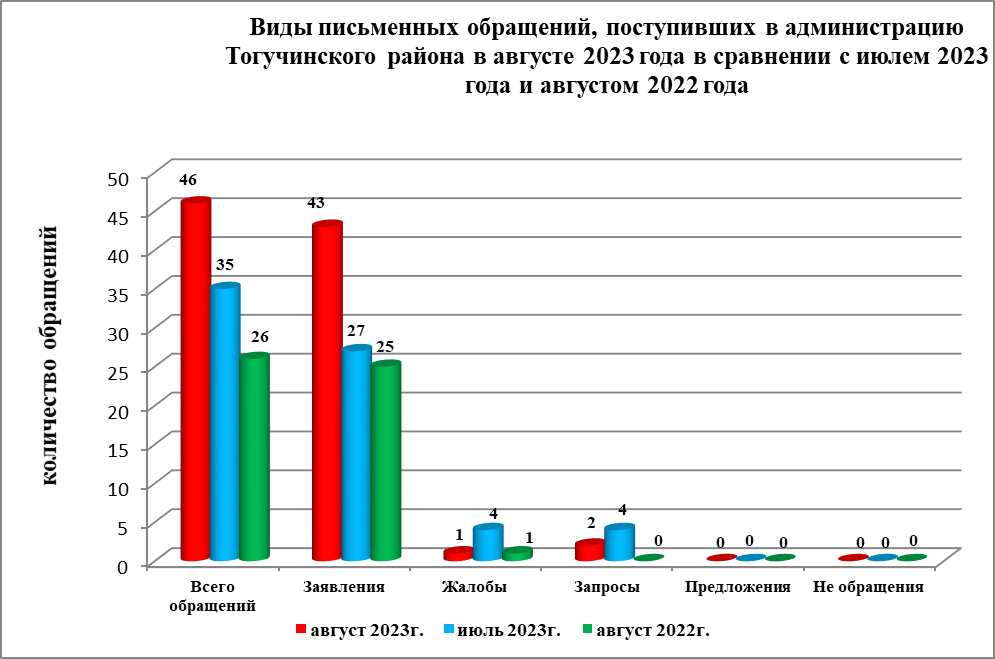 Виды письменных обращений, поступивших в администрацию
Тогучинского района в августе 2023 года в сравнении с июлем 2023
года и августом 2022 года
количество обращений
50
45
40
35
30
25
20
15
10
5
0
46
35
26
43
27
25
1
4
1
2
4
0
0
0
0
0
0
0
Всего
обращений
Заявления
Жалобы
Запросы
Предложения
Не обращения
август 2023г.
июль 2023г.
август 2022г.